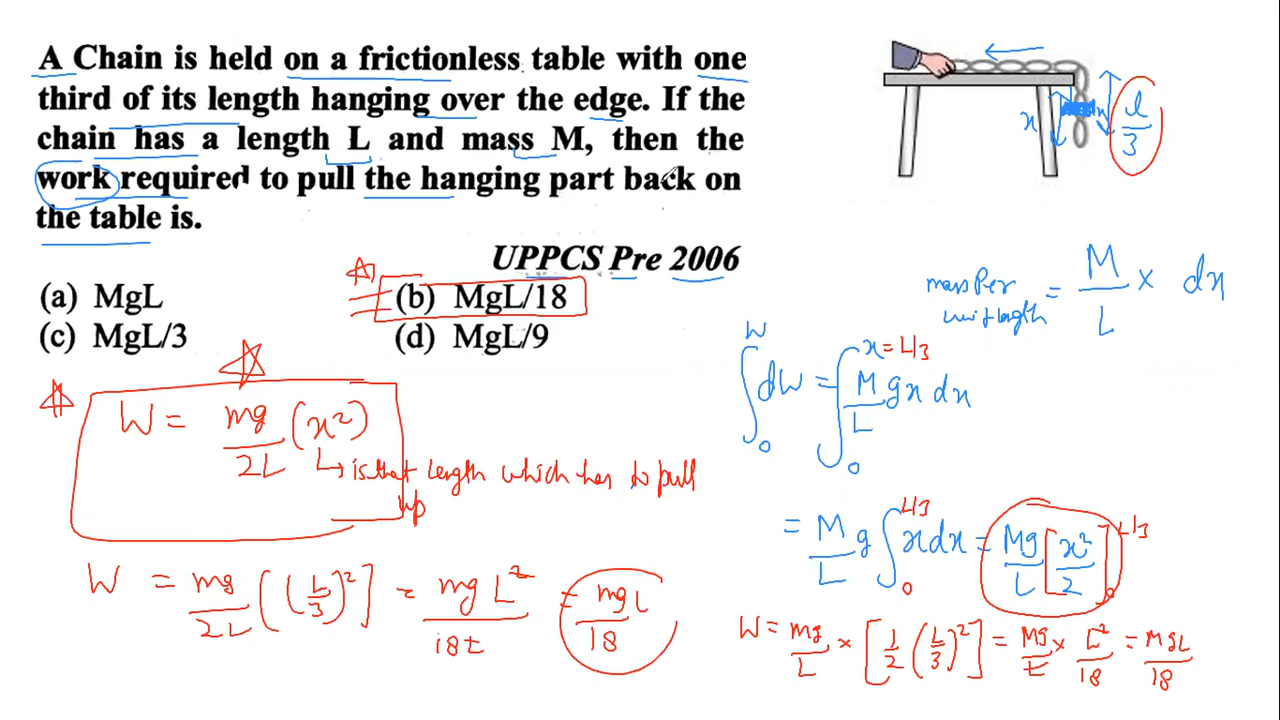 A Chain is held on a frictionless table with one
third of its length hanging over the edge. If the
chain has a length L and mass M, then the
work required to pull the hanging part back on
the table is.
UPPCS Pre 2006
(a) MgL
(b) MgL/18
(c) MgL/3
(d) MgL/9
x
l/3
mass per unit length = M/L × dx
∫₀^W dW = ∫₀^(x=L/3) M/L gx dx
= M/L g ∫₀^(L/3) x dx = Mg/L [x²/2]₀^(L/3)
W = mg/L × [1/2 (L/3)²] = Mg/L × L²/18 = MgL/18
W = mg/2L (x²)
↳ is that length which has to pull
up
W = mg/2L [(L/3)²] = mg L²/18L = mgL/18